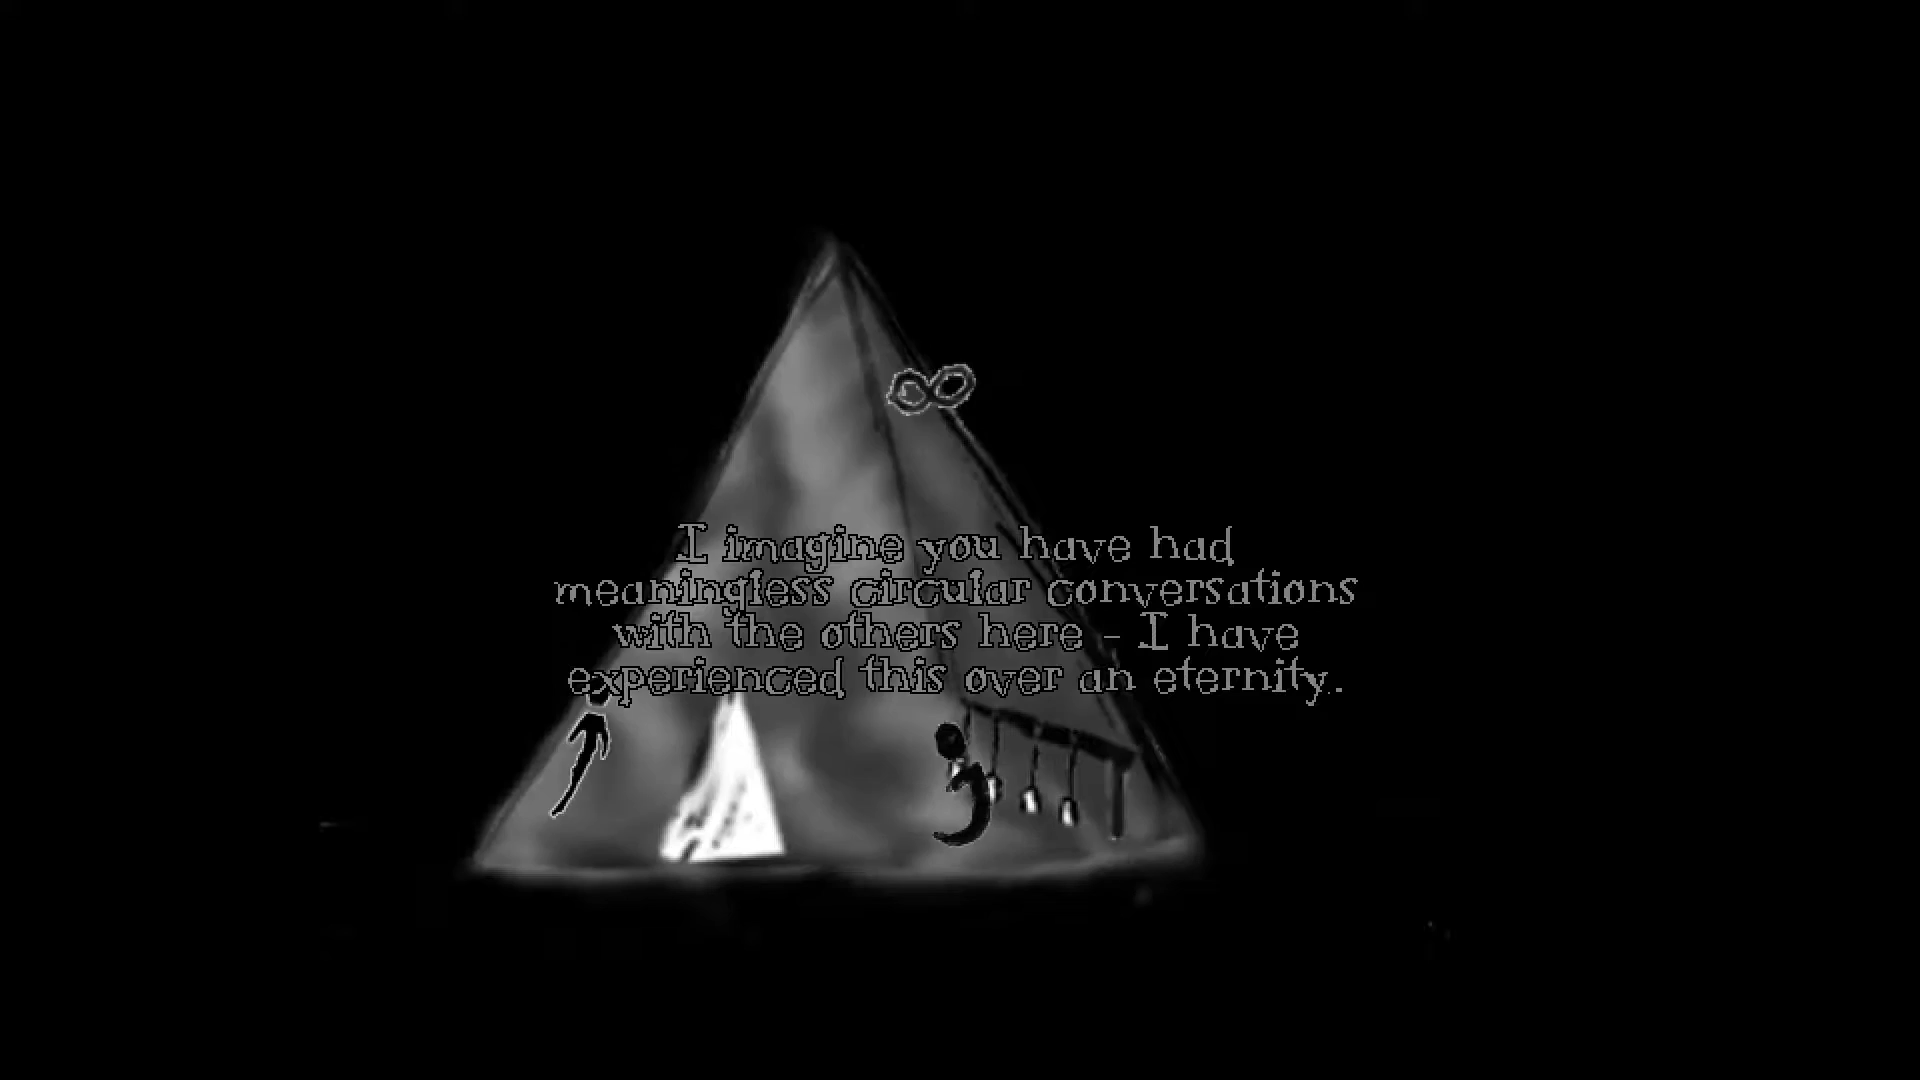 I imagine you have had
meaningless circular conversations
with the others here - I have
experienced this over an eternity.